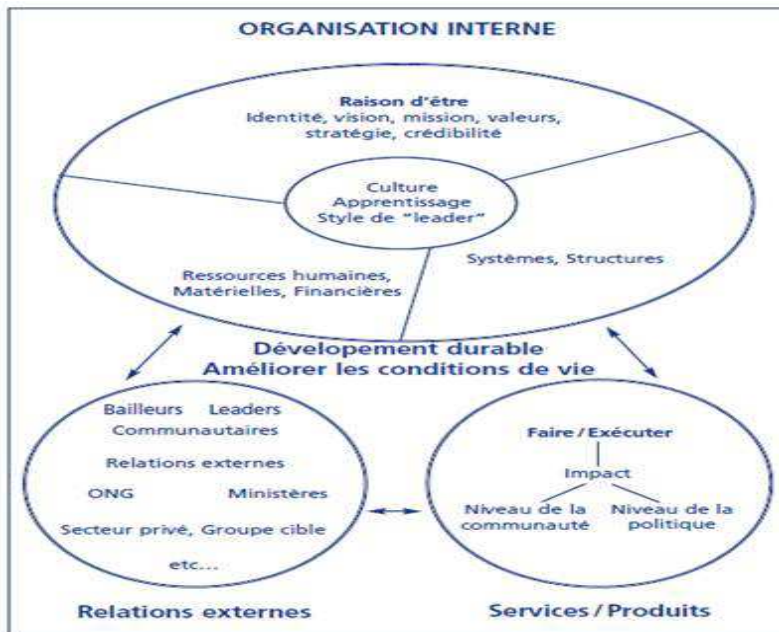 ORGANISATION INTERNE
Raison d'être
Identité, vision, mission, valeurs,
stratégie, crédibilité
Culture
Apprentissage
Style de "leader"
Ressources humaines,
Matérielles, Financières
Systèmes, Structures
Dévelopement durable
Améliorer les conditions de vie
Bailleurs Leaders
Communautaires
Relations externes
ONG Ministères
Secteur privé, Groupe cible
etc...
Relations externes
Faire/Exécuter
Impact
Niveau de la
communauté
Niveau de la
politique
Services/Produits